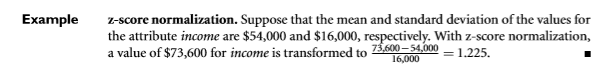 Example z-score normalization. Suppose that the mean and standard deviation of the values for
the attribute income are $54,000 and $16,000, respectively. With z-score normalization,
a value of $73,600 for income is transformed to 73,600−54,000/16,000 = 1.225.